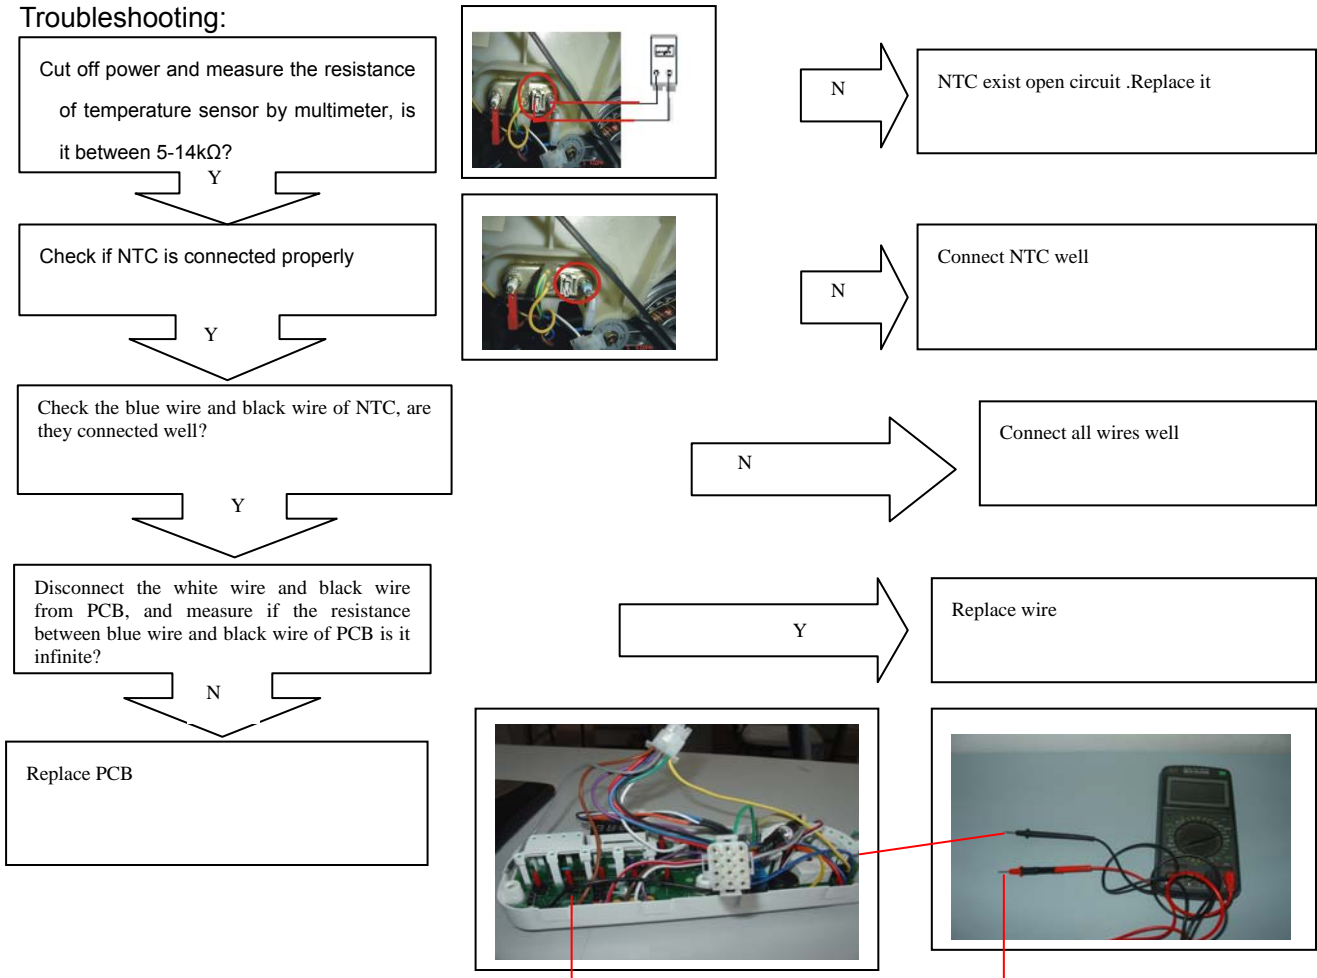 Troubleshooting:
Cut off power and measure the resistance
of temperature sensor by multimeter, is
it between 5-14kΩ?
Y
N
NTC exist open circuit .Replace it
Check if NTC is connected properly
Y
N
Connect NTC well
Check the blue wire and black wire of NTC, are
they connected well?
Y
N
Connect all wires well
Disconnect the white wire and black wire
from PCB, and measure if the resistance
between blue wire and black wire of PCB is it
infinite?
N
Y
Replace wire
Replace PCB